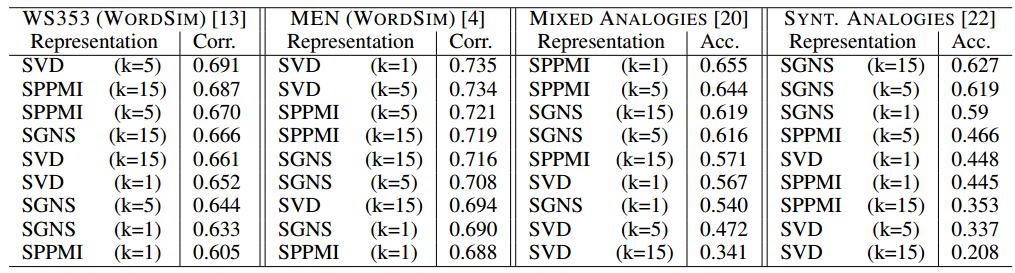 WS353 (WORDSIM) [13] MEN (WORDSIM) [4] MIXED ANALOGIES [20] SYNT. ANALOGIES [22]
Representation Corr. Representation Corr. Representation Acc. Representation Acc.
SVD (k=5) 0.691 SVD (k=1) 0.735 SPPMI (k=1) 0.655 SGNS (k=15) 0.627
SPPMI (k=15) 0.687 SVD (k=5) 0.734 SPPMI (k=5) 0.644 SGNS (k=5) 0.619
SPPMI (k=5) 0.670 SPPMI (k=5) 0.721 SGNS (k=15) 0.619 SGNS (k=1) 0.59
SGNS (k=15) 0.666 SPPMI (k=15) 0.719 SGNS (k=5) 0.616 SPPMI (k=5) 0.466
SVD (k=15) 0.661 SGNS (k=15) 0.716 SPPMI (k=15) 0.571 SVD (k=1) 0.448
SVD (k=1) 0.652 SGNS (k=5) 0.708 SVD (k=1) 0.567 SPPMI (k=1) 0.445
SGNS (k=5) 0.644 SVD (k=15) 0.694 SGNS (k=1) 0.540 SPPMI (k=15) 0.353
SGNS (k=1) 0.633 SGNS (k=1) 0.690 SVD (k=5) 0.472 SVD (k=5) 0.337
SPPMI (k=1) 0.605 SPPMI (k=1) 0.688 SVD (k=15) 0.341 SVD (k=15) 0.208